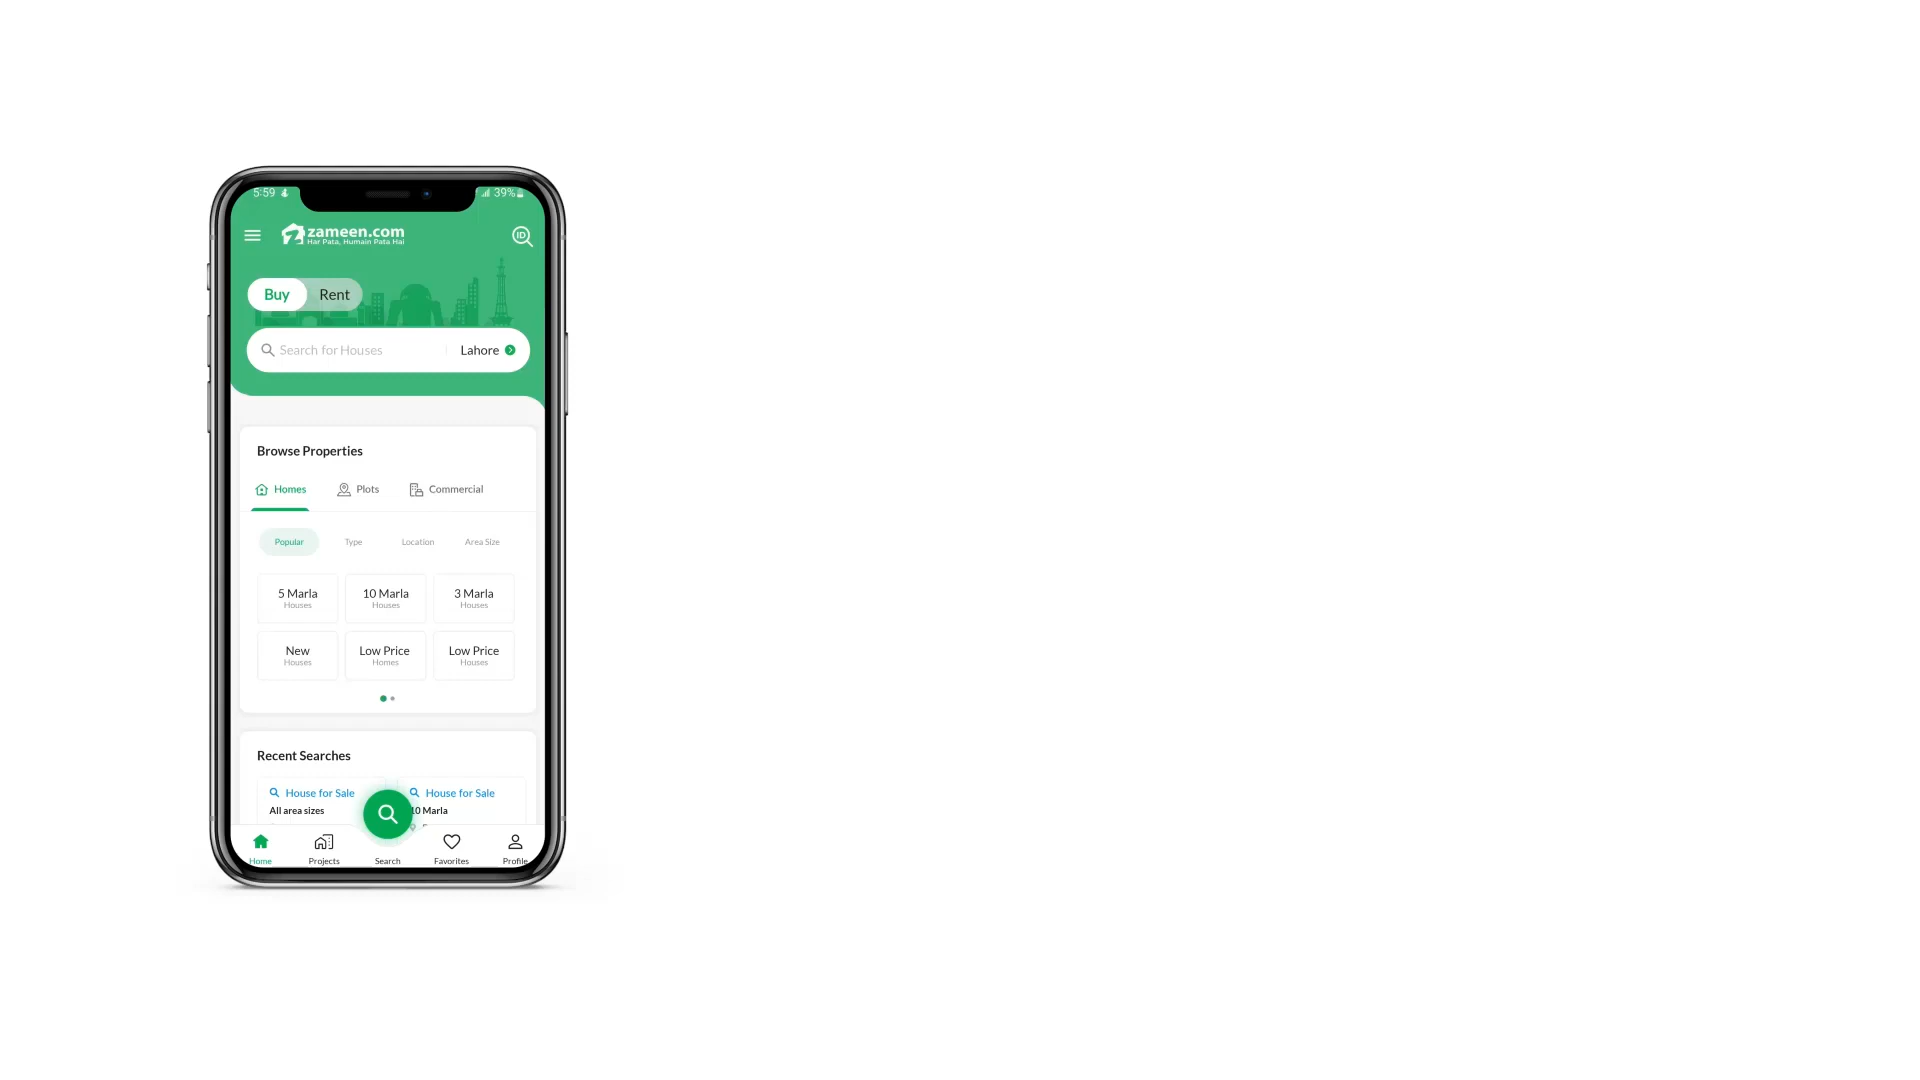 5:59 39%
zameen.com
Har Pata, Humain Pata Hai
ID
Buy Rent
Search for Houses Lahore
Browse Properties
Homes Plots Commercial
Popular Type Location Area Size
5 Marla 10 Marla 3 Marla
Houses Houses Houses
New Low Price Low Price
Houses Homes Houses
Recent Searches
House for Sale House for Sale
All area sizes 10 Marla
Home Projects Search Favorites Profile